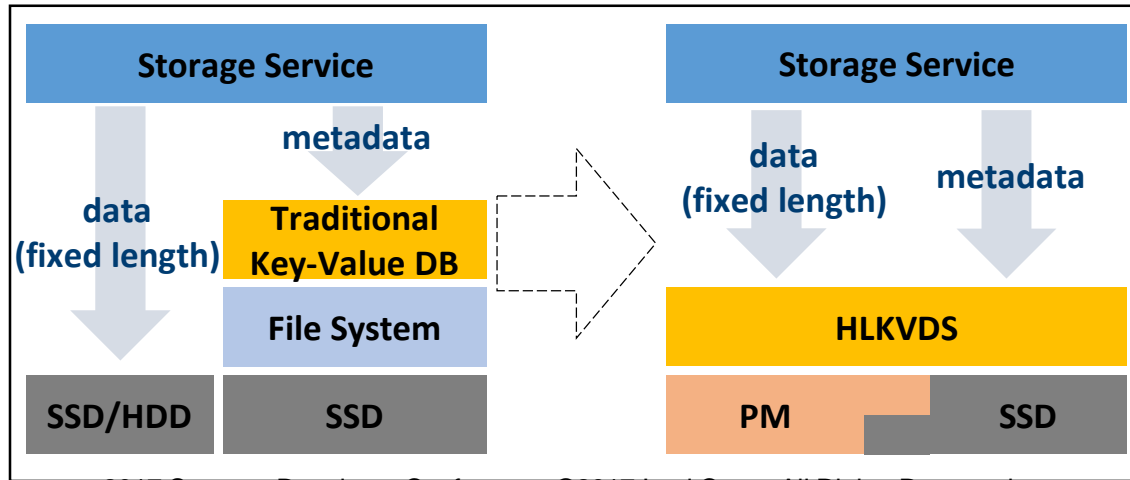 Storage Service
metadata
data
(fixed length)
Traditional
Key-Value DB
File System
SSD/HDD
SSD
Storage Service
data
(fixed length)
metadata
HLKVDS
PM
SSD